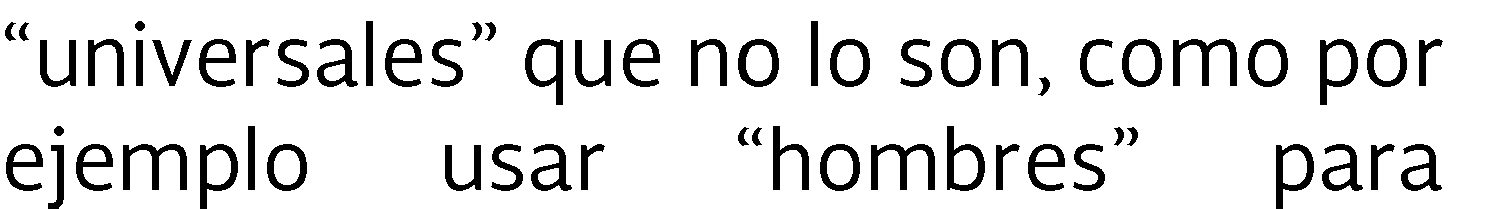 “universales” que no lo son, como por
ejemplo usar “hombres” para